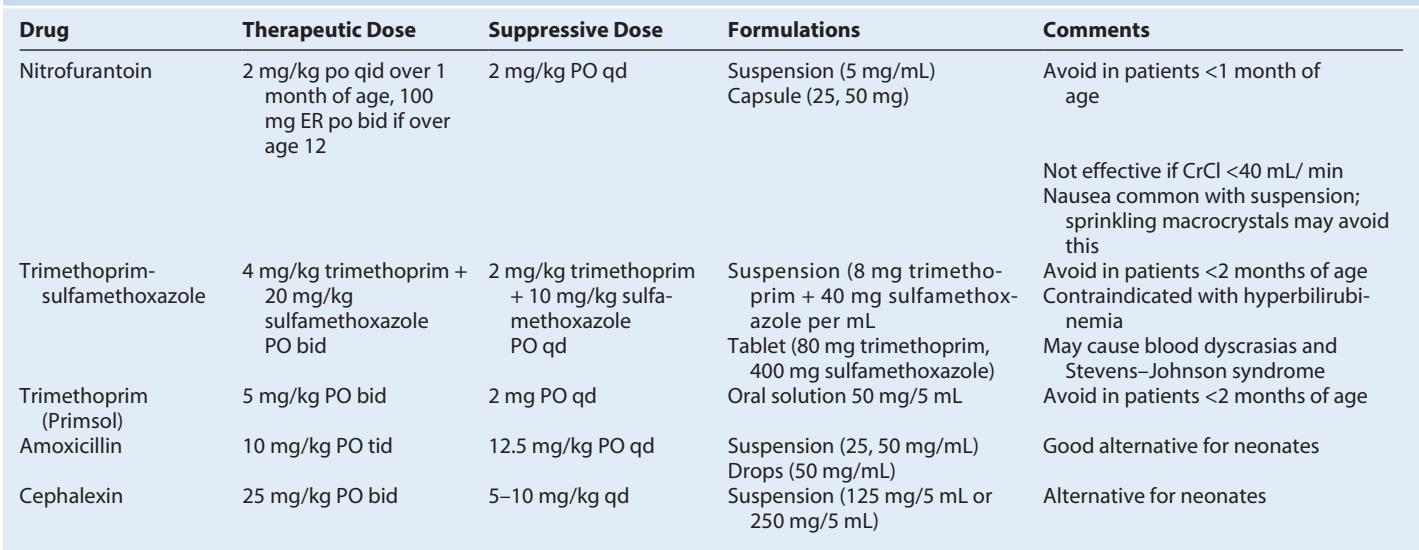 Drug Therapeutic Dose Suppressive Dose Formulations Comments
Nitrofurantoin 2 mg/kg po qid over 1 2 mg/kg PO qd Suspension (5 mg/mL) Avoid in patients <1 month of
month of age, 100 Capsule (25, 50 mg) age
mg ER po bid if over
age 12
Not effective if CrCl <40 mL/ min
Nausea common with suspension;
sprinkling macrocrystals may avoid
this
Trimethoprim- 4 mg/kg trimethoprim + 2 mg/kg trimethoprim Suspension (8 mg trimetho- Avoid in patients <2 months of age
sulfamethoxazole 20 mg/kg + 10 mg/kg sulfa- prim + 40 mg sulfamethox- Contraindicated with hyperbilirubi-
sulfamethoxazole methoxazole azole per mL nemia
PO bid PO qd Tablet (80 mg trimethoprim, May cause blood dyscrasias and
400 mg sulfamethoxazole) Stevens–Johnson syndrome
Trimethoprim 5 mg/kg PO bid 2 mg PO qd Oral solution 50 mg/5 mL Avoid in patients <2 months of age
(Primsol)
Amoxicillin 10 mg/kg PO tid 12.5 mg/kg PO qd Suspension (25, 50 mg/mL) Good alternative for neonates
Drops (50 mg/mL)
Cephalexin 25 mg/kg PO bid 5–10 mg/kg qd Suspension (125 mg/5 mL or Alternative for neonates
250 mg/5 mL)